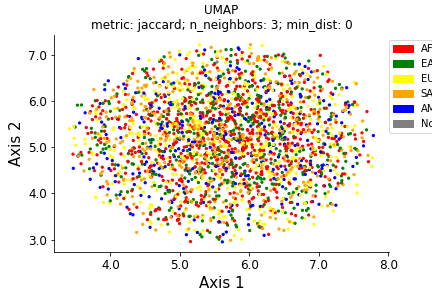 UMAP
metric: jaccard; n_neighbors: 3; min_dist: 0
7.0
6.0
5.0
4.0
3.0
Axis 2
4.0
5.0
6.0
7.0
8.0
Axis 1
AF
EA
EU
SA
AM
No